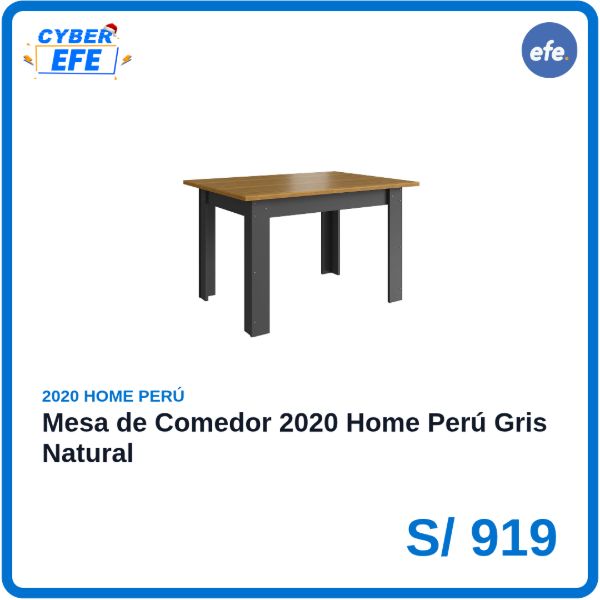 CYBER
EFE
efe.
2020 HOME PERÚ
Mesa de Comedor 2020 Home Perú Gris
Natural
S/ 919